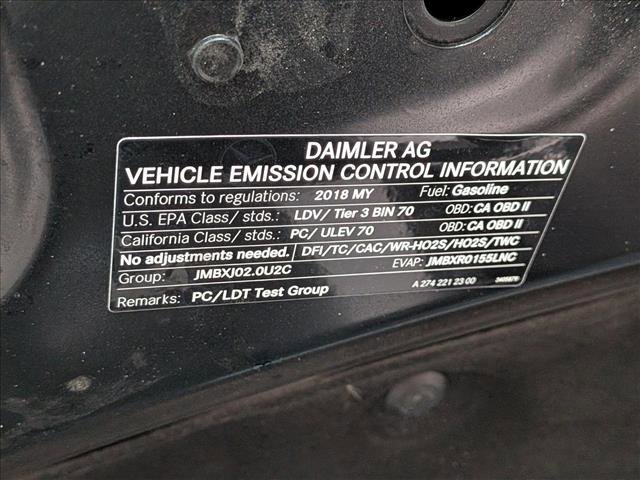 DAIMLER AG
VEHICLE EMISSION CONTROL INFORMATION
Conforms to regulations: 2018 MY Fuel: Gasoline
U.S. EPA Class/ stds.: LDV/ Tier 3 BIN 70 OBD: CA OBD II
California Class/ stds.: PC/ ULEV 70 OBD: CA OBD II
No adjustments needed. DFI/TC/CAC/WR-HO2S/HO2S/TWC
Group: JMBXJ02.0U2C EVAP: JMBXR0155LNC
Remarks: PC/LDT Test Group A 274 221 23 00